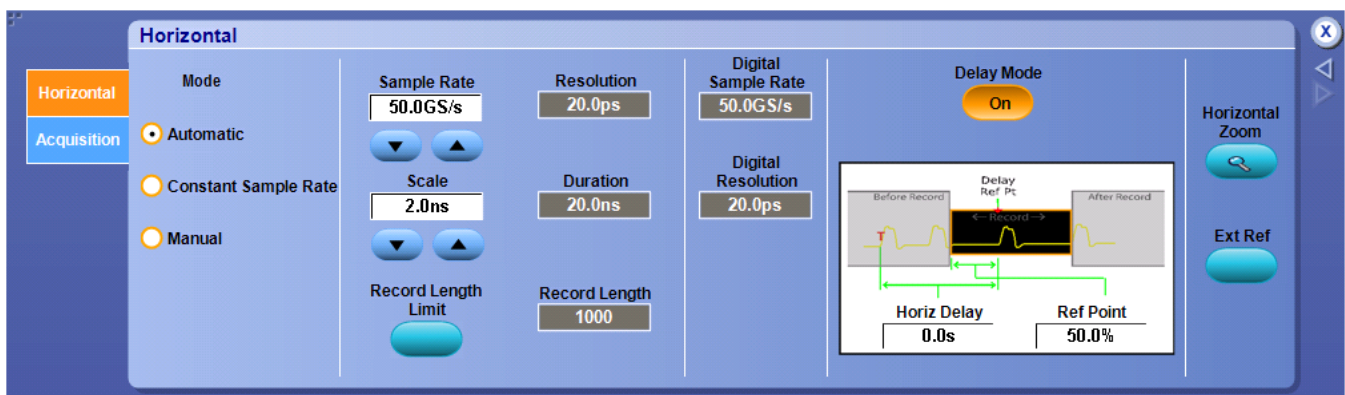 Horizontal
X
Horizontal
Acquisition
Mode
Automatic
Constant Sample Rate
Manual
Sample Rate
50.0GS/s
Scale
2.0ns
Record Length
Limit
Resolution
20.0ps
Duration
20.0ns
Record Length
1000
Digital
Sample Rate
50.0GS/s
Digital
Resolution
20.0ps
Delay Mode
On
Delay
Ref Pt
Before Record
After Record
←Record→
T
Horiz Delay
0.0s
Ref Point
50.0%
Horizontal
Zoom
Ext Ref